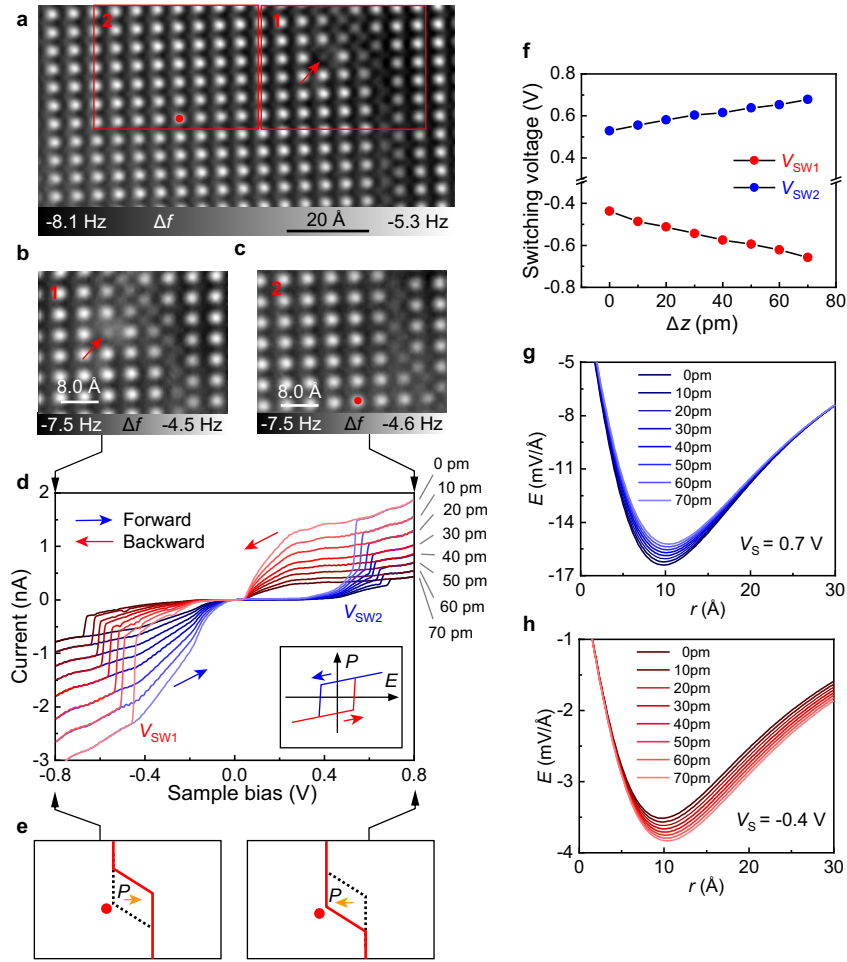 a
2
1
-8.1 Hz Δf 20 Å -5.3 Hz
b
1
8.0 Å
-7.5 Hz Δf -4.5 Hz
c
2
8.0 Å
-7.5 Hz Δf -4.6 Hz
d
2
1
0
-1
-2
-3
Current (nA)
Forward
Backward
V_SW2
V_SW1
P
E
0 pm
10 pm
20 pm
30 pm
40 pm
50 pm
60 pm
70 pm
-0.8 -0.4 0.0 0.4 0.8
Sample bias (V)
e
P
P
f
0.8
0.6
0.4
-0.4
-0.6
-0.8
Switching voltage (V)
V_SW1
V_SW2
0 20 40 60 80
Δz (pm)
g
-5
-8
-11
-14
-17
E (mV/Å)
0pm
10pm
20pm
30pm
40pm
50pm
60pm
70pm
V_S = 0.7 V
0 10 20 30
r (Å)
h
-1
-2
-3
-4
E (mV/Å)
0pm
10pm
20pm
30pm
40pm
50pm
60pm
70pm
V_S = -0.4 V
0 10 20 30
r (Å)